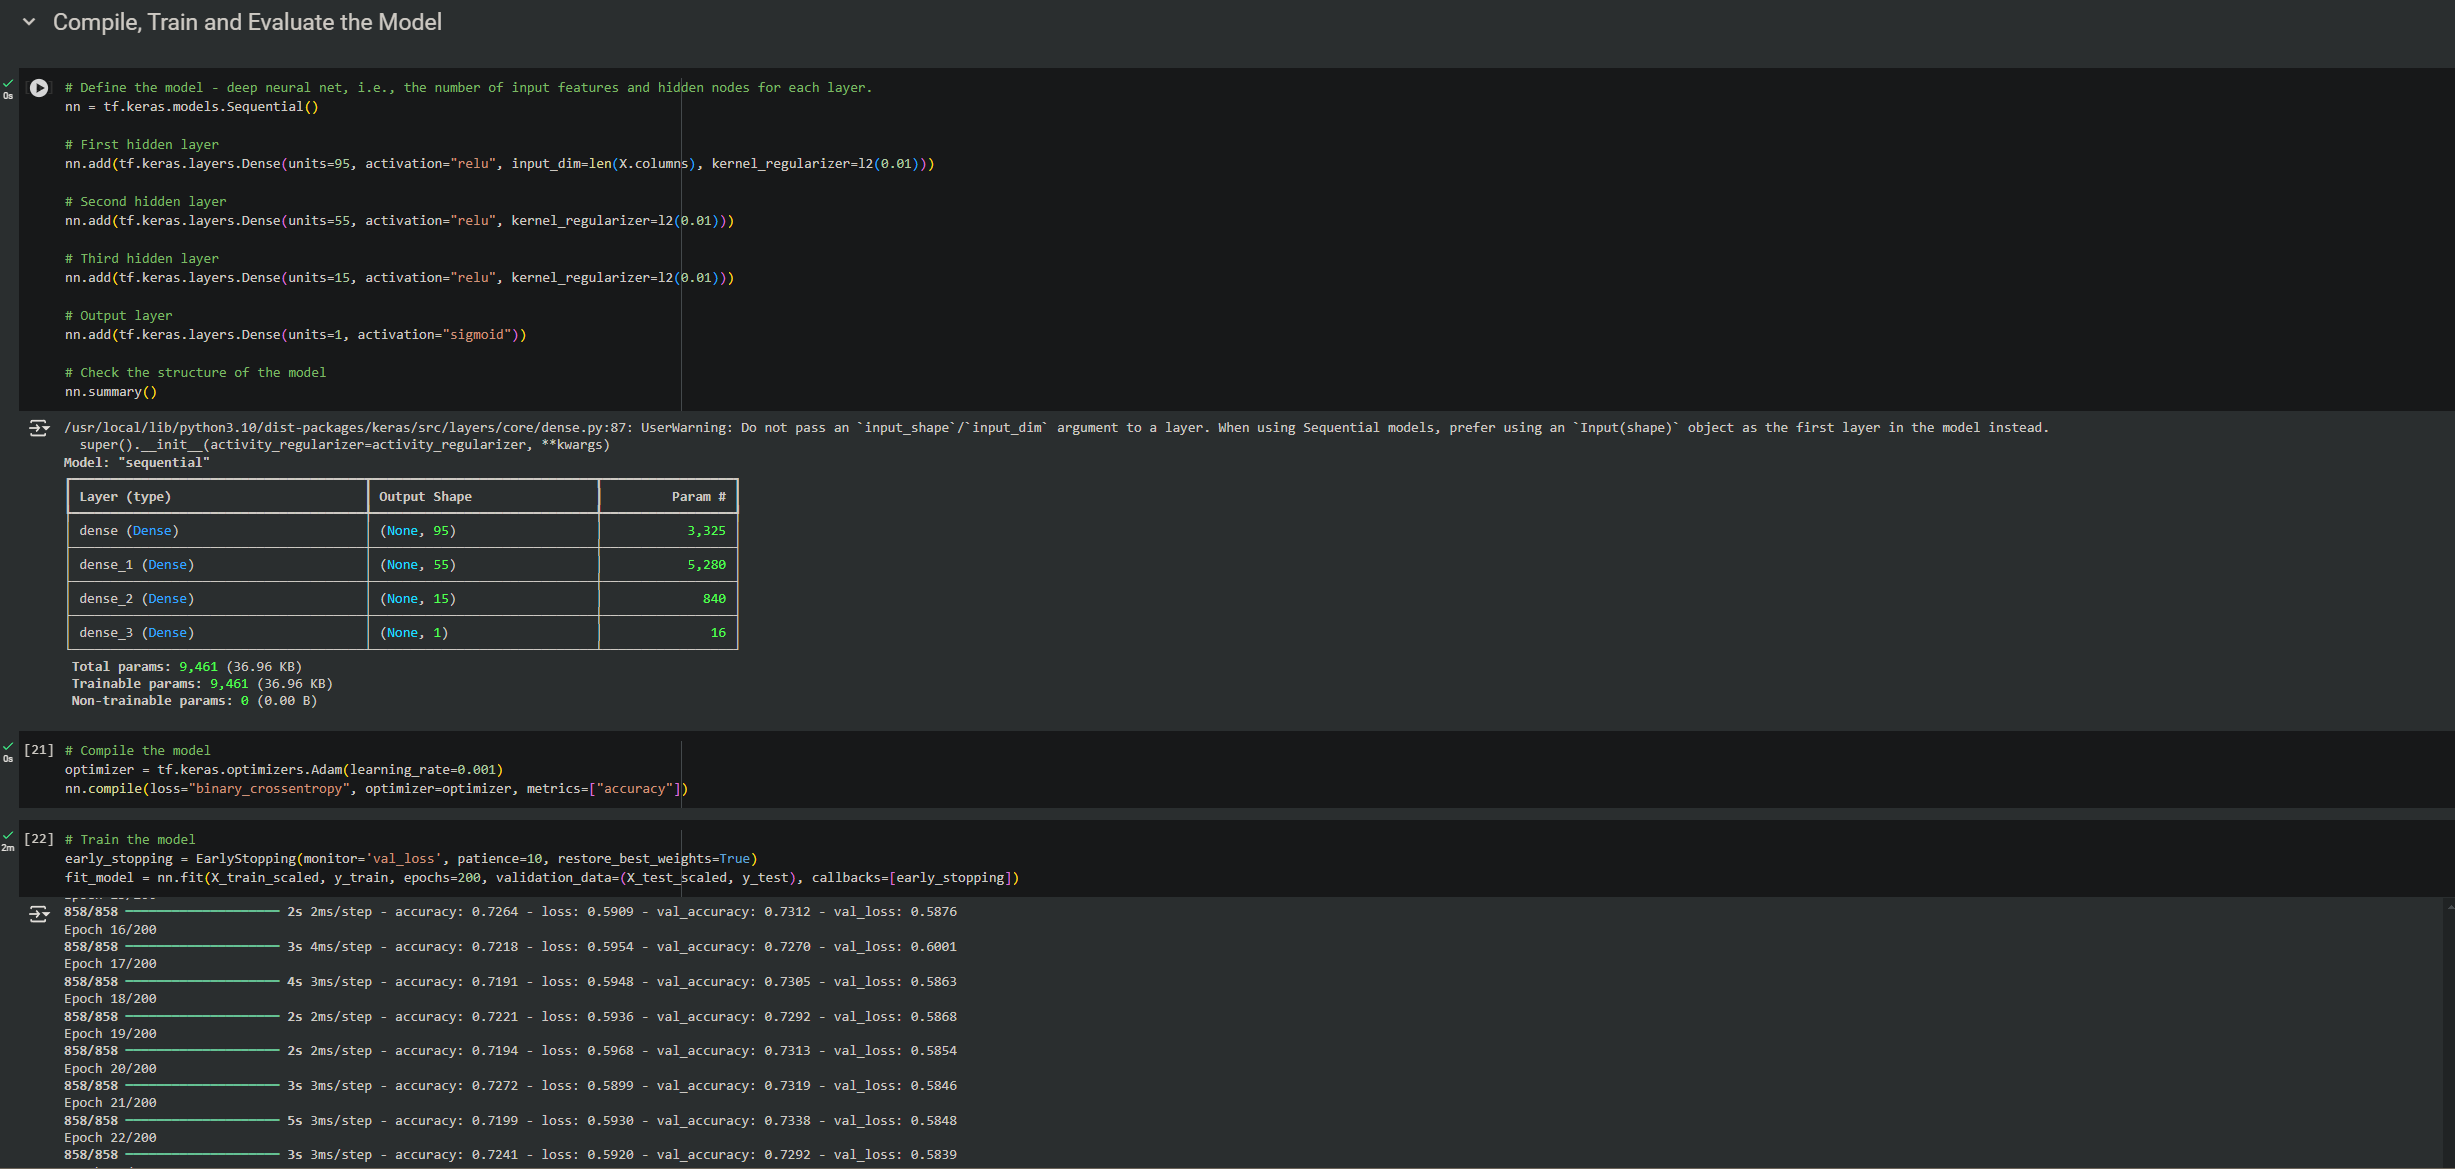 Compile, Train and Evaluate the Model
0s
# Define the model - deep neural net, i.e., the number of input features and hidden nodes for each layer.
nn = tf.keras.models.Sequential()
# First hidden layer
nn.add(tf.keras.layers.Dense(units=95, activation="relu", input_dim=len(X.columns), kernel_regularizer=l2(0.01)))
# Second hidden layer
nn.add(tf.keras.layers.Dense(units=55, activation="relu", kernel_regularizer=l2(0.01)))
# Third hidden layer
nn.add(tf.keras.layers.Dense(units=15, activation="relu", kernel_regularizer=l2(0.01)))
# Output layer
nn.add(tf.keras.layers.Dense(units=1, activation="sigmoid"))
# Check the structure of the model
nn.summary()
/usr/local/lib/python3.10/dist-packages/keras/src/layers/core/dense.py:87: UserWarning: Do not pass an `input_shape`/`input_dim` argument to a layer. When using Sequential models, prefer using an `Input(shape)` object as the first layer in the model instead.
super().__init__(activity_regularizer=activity_regularizer, **kwargs)
Model: "sequential"
Layer (type) Output Shape Param #
dense (Dense) (None, 95) 3,325
dense_1 (Dense) (None, 55) 5,280
dense_2 (Dense) (None, 15) 840
dense_3 (Dense) (None, 1) 16
Total params: 9,461 (36.96 KB)
Trainable params: 9,461 (36.96 KB)
Non-trainable params: 0 (0.00 B)
0s
[21] # Compile the model
optimizer = tf.keras.optimizers.Adam(learning_rate=0.001)
nn.compile(loss="binary_crossentropy", optimizer=optimizer, metrics=["accuracy"])
2m
[22] # Train the model
early_stopping = EarlyStopping(monitor='val_loss', patience=10, restore_best_weights=True)
fit_model = nn.fit(X_train_scaled, y_train, epochs=200, validation_data=(X_test_scaled, y_test), callbacks=[early_stopping])
858/858 2s 2ms/step - accuracy: 0.7264 - loss: 0.5909 - val_accuracy: 0.7312 - val_loss: 0.5876
Epoch 16/200
858/858 3s 4ms/step - accuracy: 0.7218 - loss: 0.5954 - val_accuracy: 0.7270 - val_loss: 0.6001
Epoch 17/200
858/858 4s 3ms/step - accuracy: 0.7191 - loss: 0.5948 - val_accuracy: 0.7305 - val_loss: 0.5863
Epoch 18/200
858/858 2s 2ms/step - accuracy: 0.7221 - loss: 0.5936 - val_accuracy: 0.7292 - val_loss: 0.5868
Epoch 19/200
858/858 2s 2ms/step - accuracy: 0.7194 - loss: 0.5968 - val_accuracy: 0.7313 - val_loss: 0.5854
Epoch 20/200
858/858 3s 3ms/step - accuracy: 0.7272 - loss: 0.5899 - val_accuracy: 0.7319 - val_loss: 0.5846
Epoch 21/200
858/858 5s 3ms/step - accuracy: 0.7199 - loss: 0.5930 - val_accuracy: 0.7338 - val_loss: 0.5848
Epoch 22/200
858/858 3s 3ms/step - accuracy: 0.7241 - loss: 0.5920 - val_accuracy: 0.7292 - val_loss: 0.5839